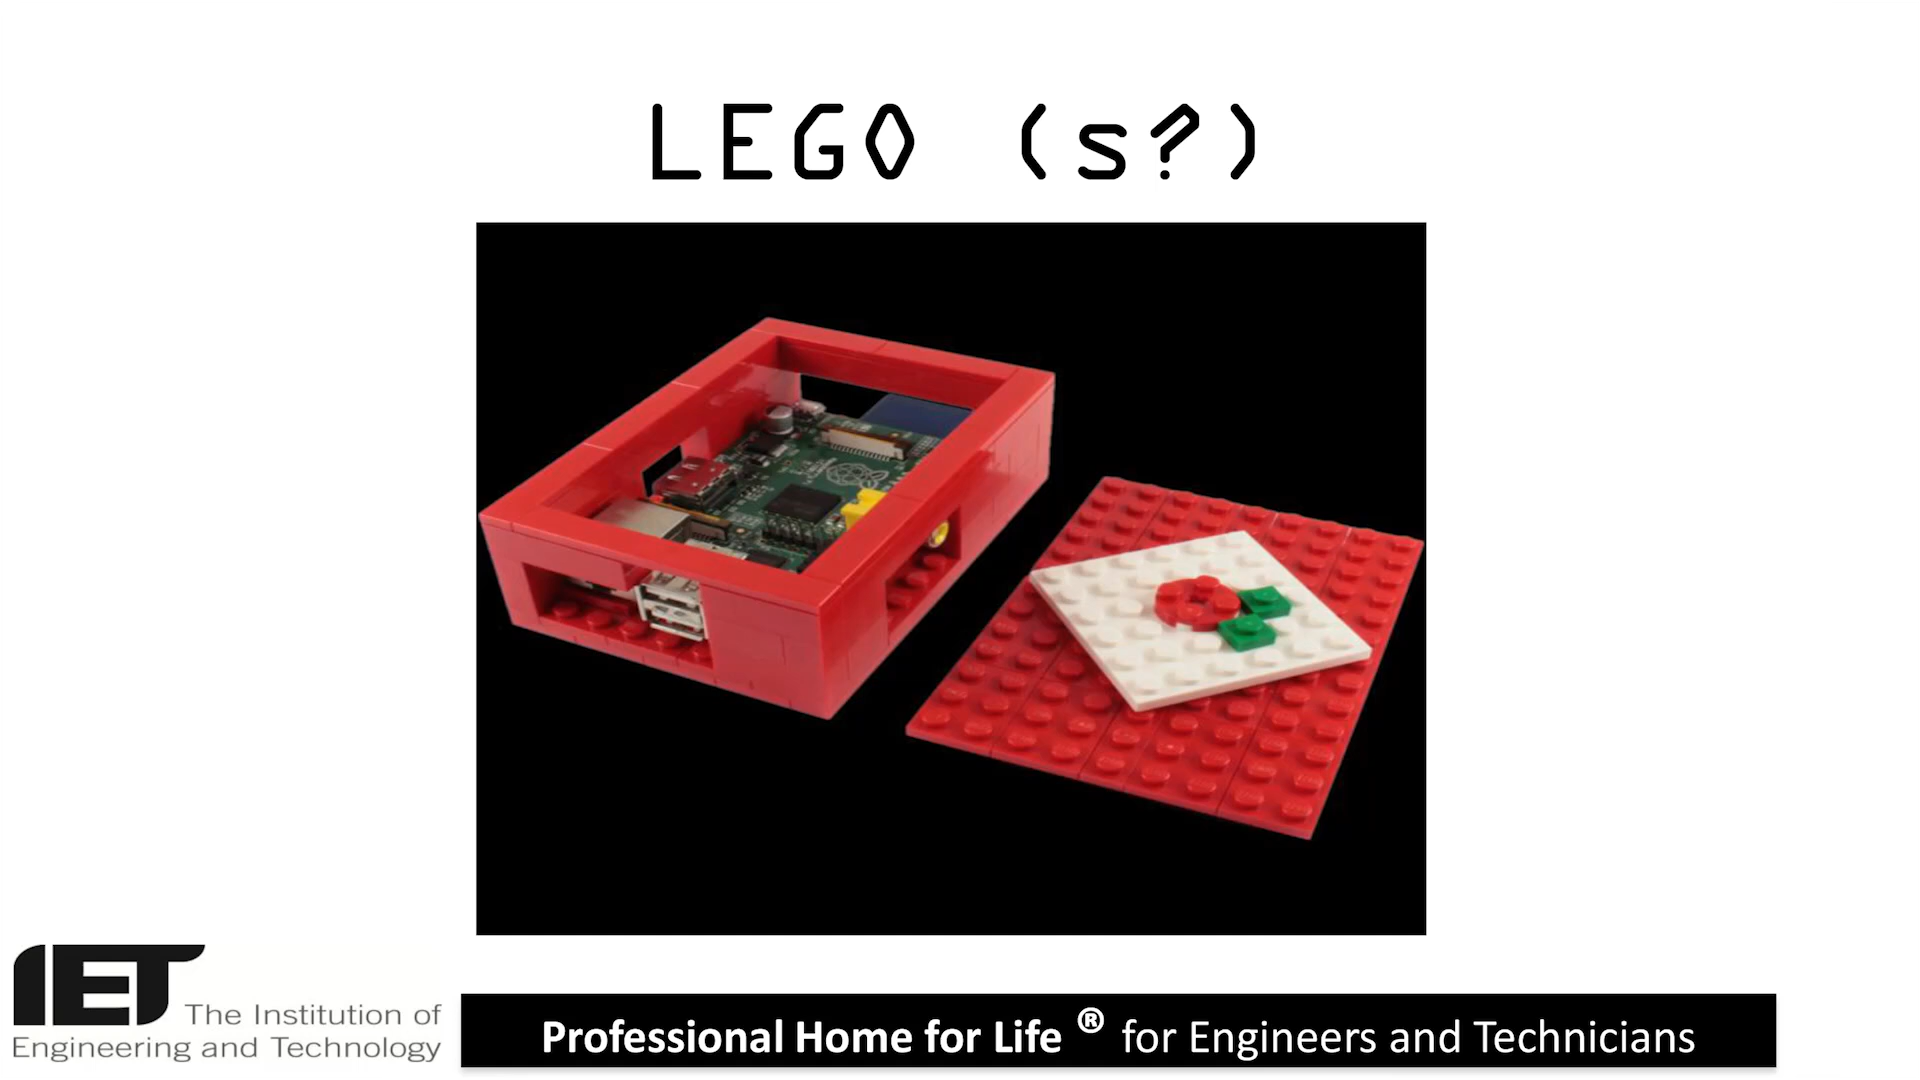 LEGO (s?)
IET
The Institution of
Engineering and Technology
Professional Home for Life ® for Engineers and Technicians